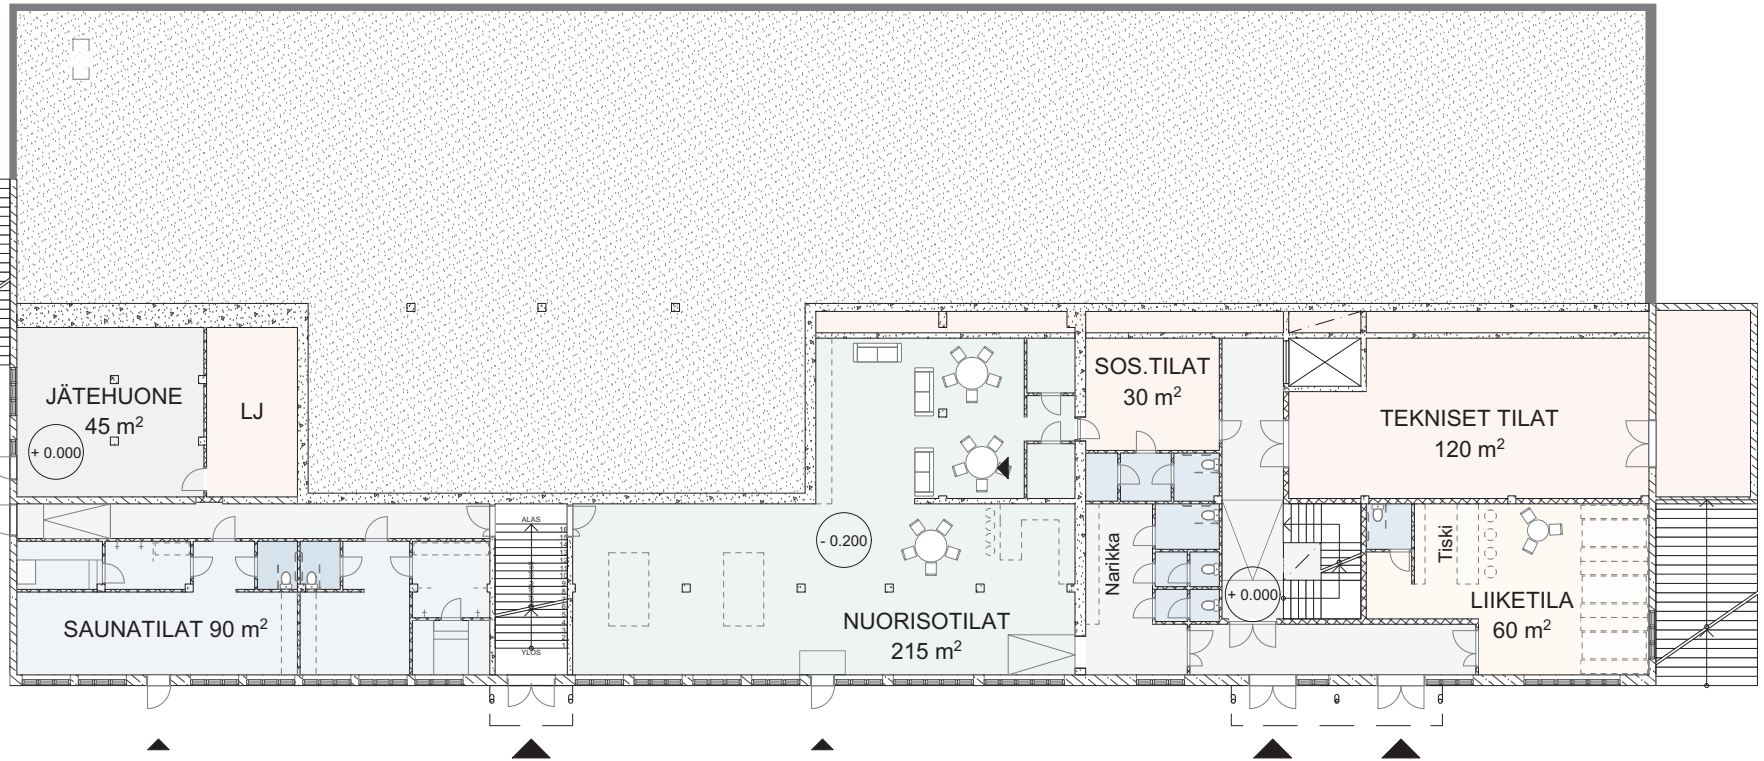 JÄTEHUONE
45 m²
+ 0.000
LJ
SAUNATILAT 90 m²
ALAS
YLÖS
- 0.200
NUORISOTILAT
215 m²
SOS.TILAT
30 m²
Narikka
+ 0.000
TEKNISET TILAT
120 m²
Tiski
LIIKETILA
60 m²